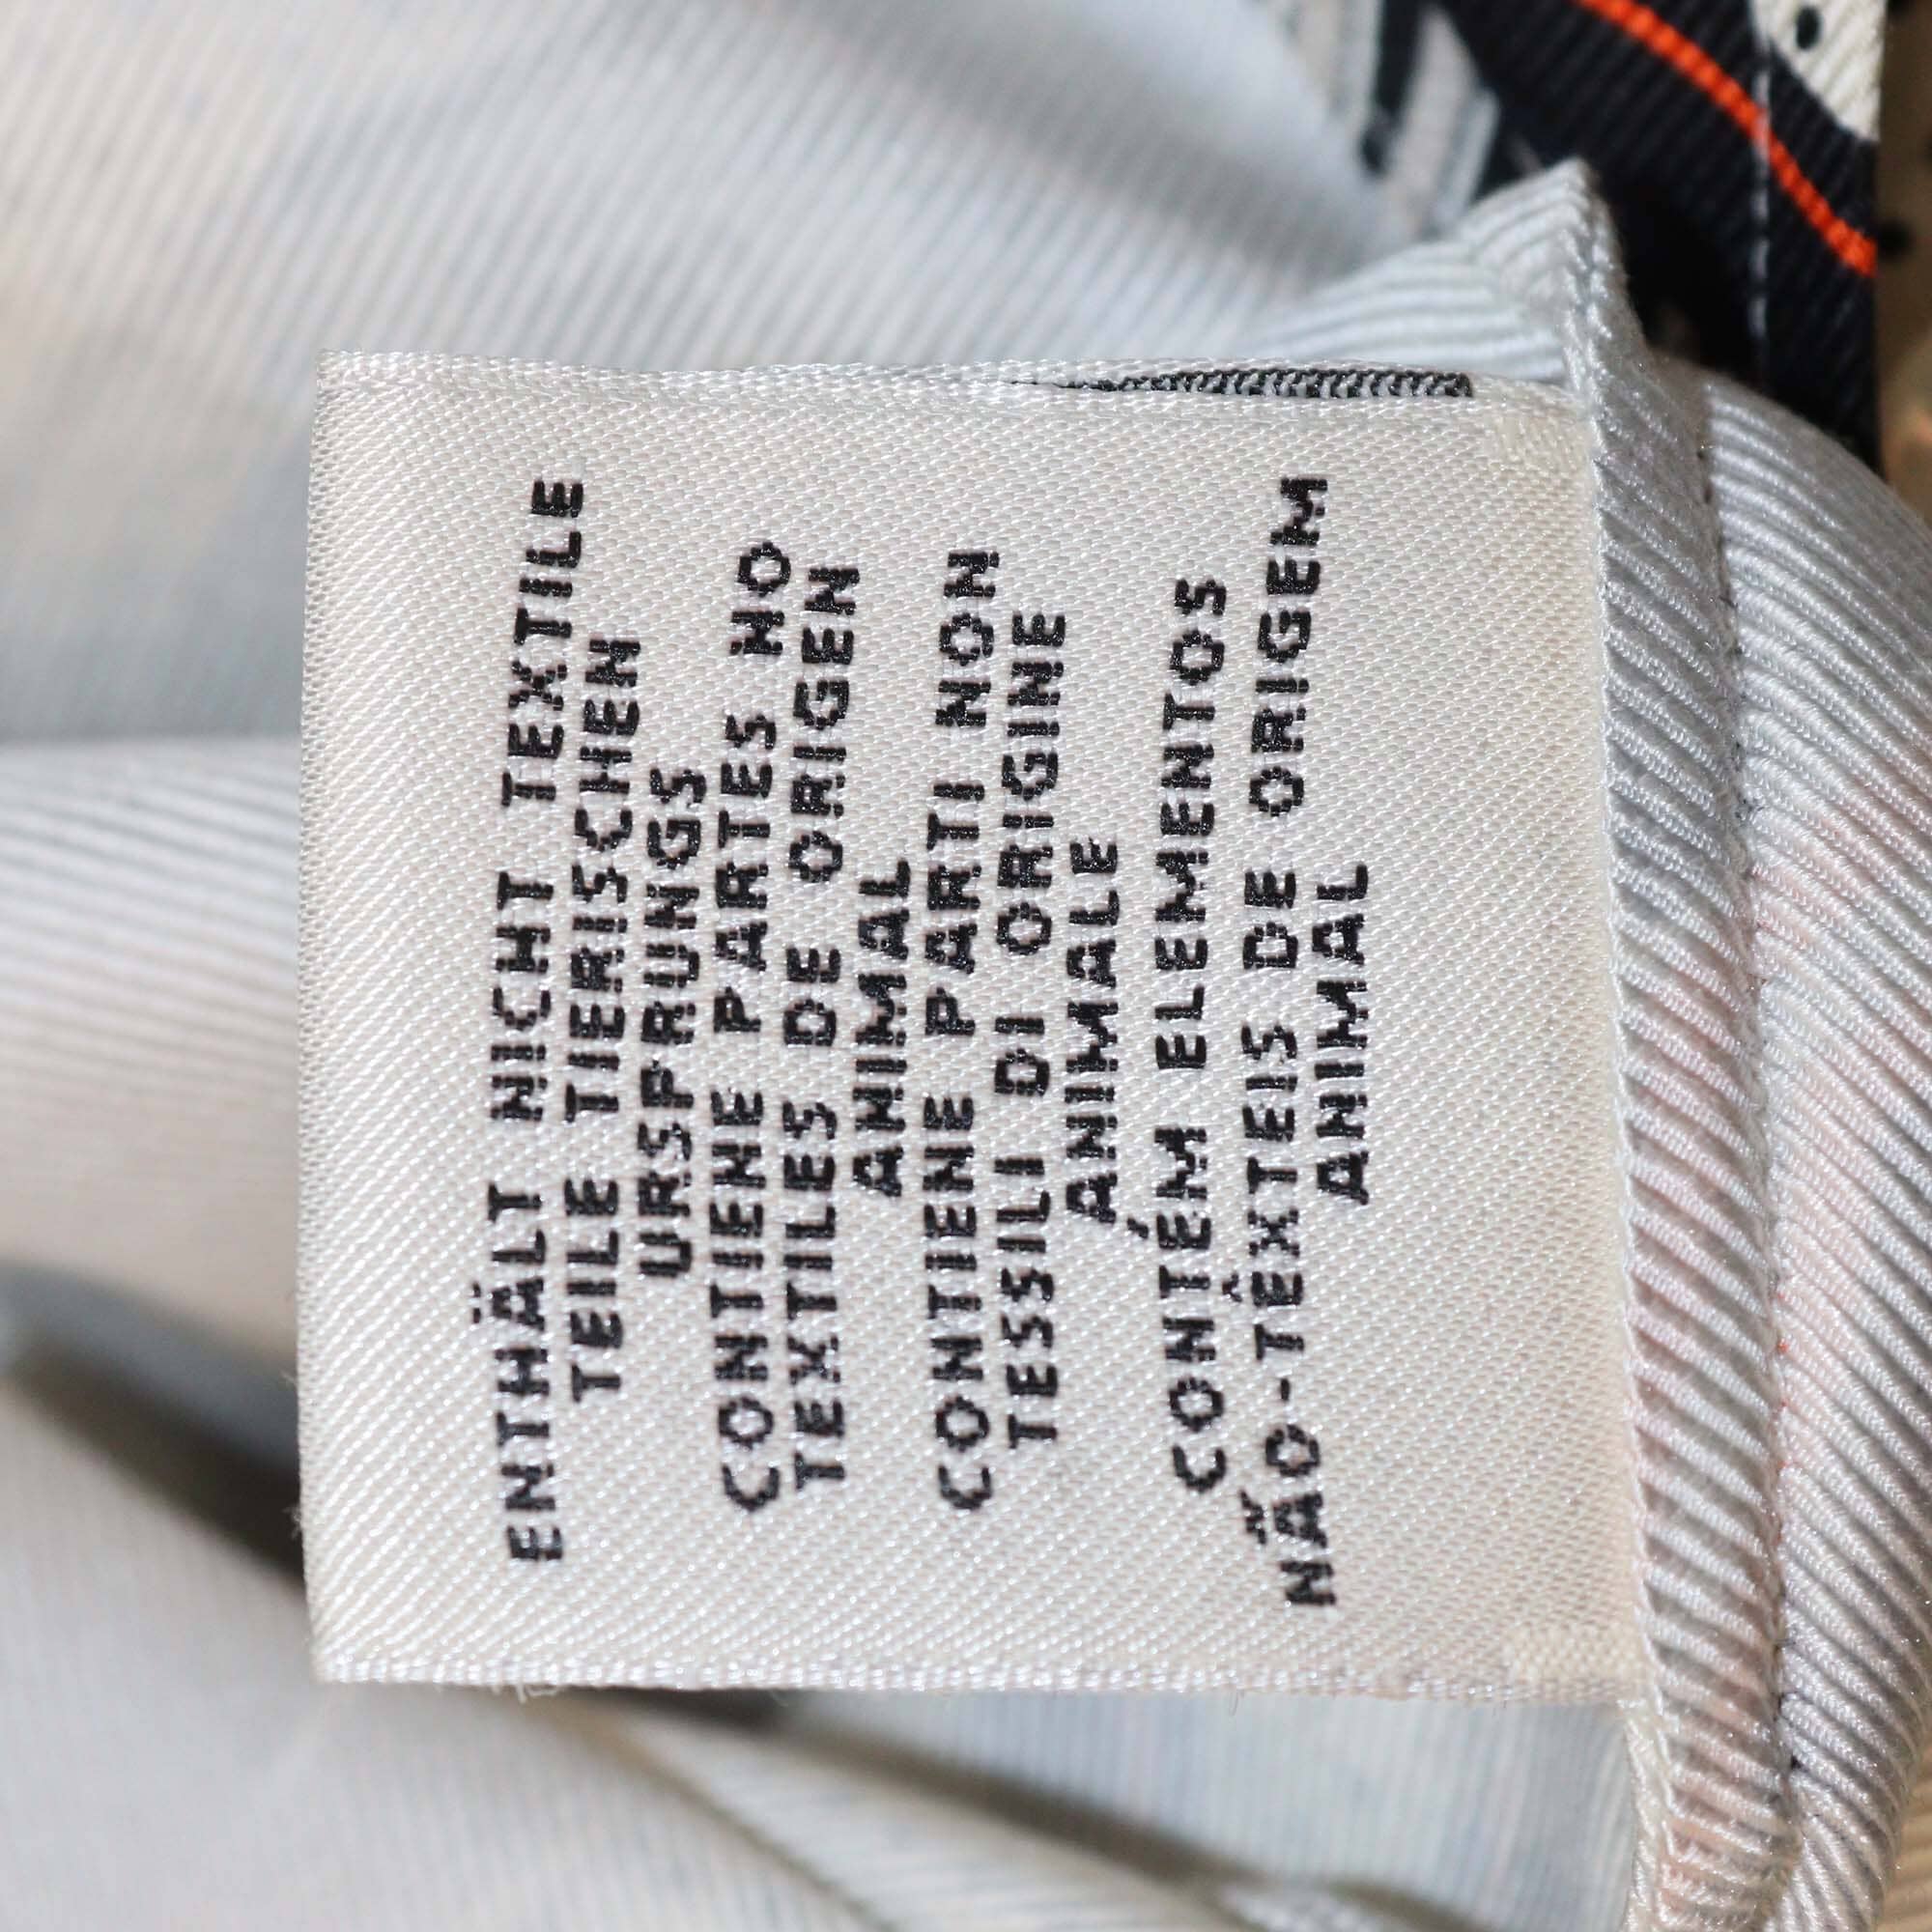 ENTHÄLT NICHT TEXTILE
TEILE TIERISCHEN
URSPRUNGS
CONTIENE PARTES NO
TEXTILES DE ORIGEN
ANIMAL
CONTIENE PARTI NON
TESSILI DI ORIGINE
ANIMALE
CONTÉM ELEMENTOS
NÃO-TÊXTEIS DE ORIGEM
ANIMAL